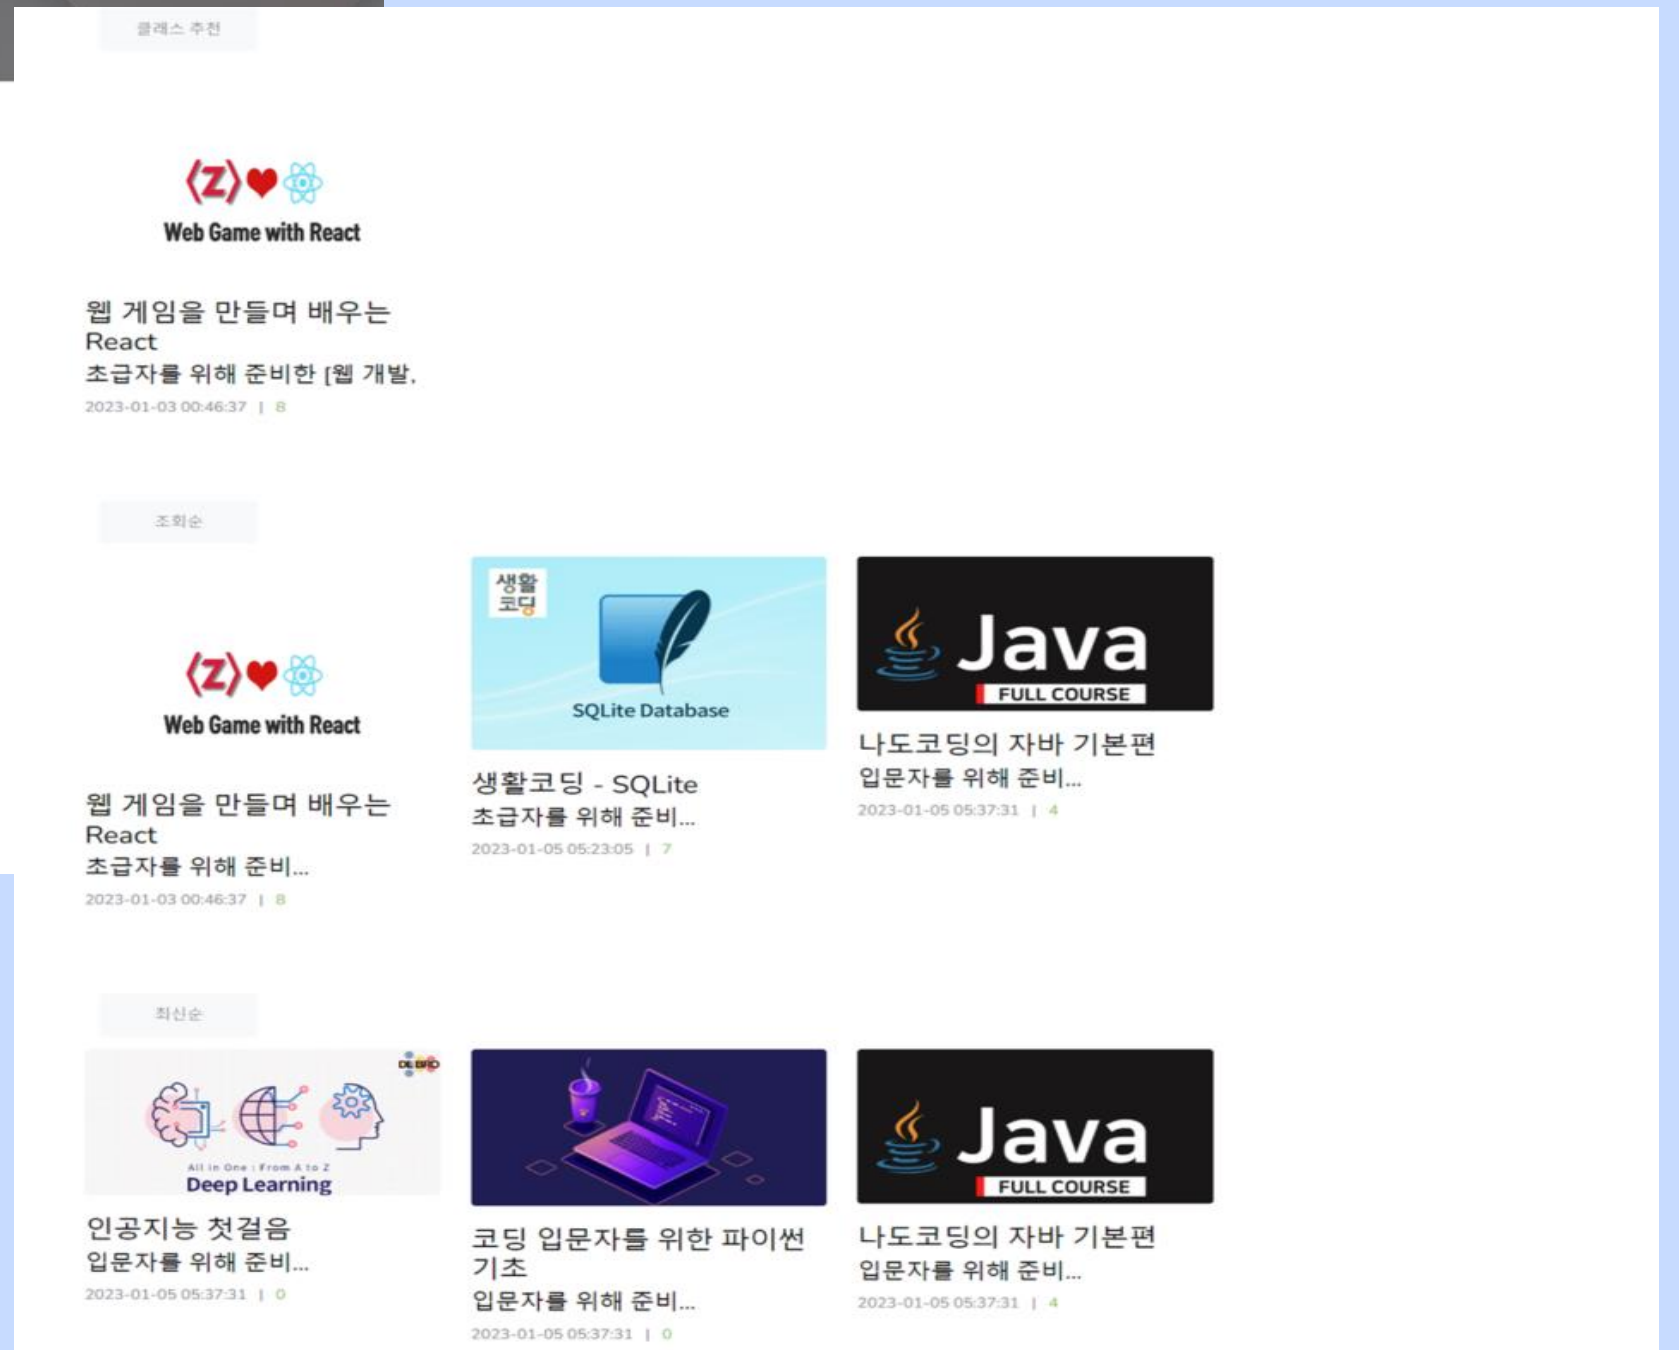 클래스 추천
⟨Z⟩
Web Game with React
웹 게임을 만들며 배우는
React
초급자를 위해 준비한 [웹 개발,
2023-01-03 00:46:37 | 8
조회순
⟨Z⟩
Web Game with React
웹 게임을 만들며 배우는
React
초급자를 위해 준비...
2023-01-03 00:46:37 | 8
생활
코딩
SQLite Database
생활코딩 - SQLite
초급자를 위해 준비...
2023-01-05 05:23:05 | 7
Java
FULL COURSE
나도코딩의 자바 기본편
입문자를 위해 준비...
2023-01-05 05:37:31 | 4
최신순
All in One : From A to Z
Deep Learning
인공지능 첫걸음
입문자를 위해 준비...
2023-01-05 05:37:31 | 0
코딩 입문자를 위한 파이썬
기초
입문자를 위해 준비...
2023-01-05 05:37:31 | 0
Java
FULL COURSE
나도코딩의 자바 기본편
입문자를 위해 준비...
2023-01-05 05:37:31 | 4